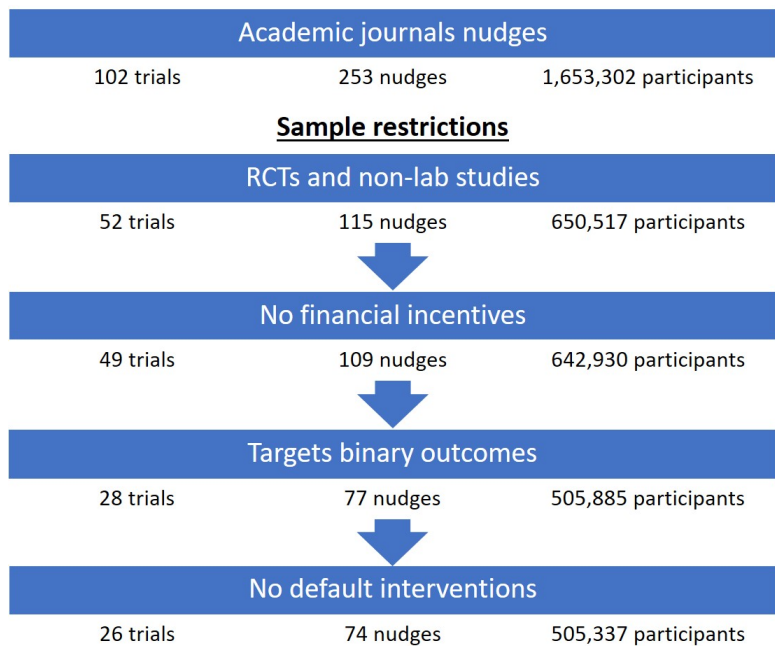 Academic journals nudges
102 trials 253 nudges 1,653,302 participants
Sample restrictions
RCTs and non-lab studies
52 trials 115 nudges 650,517 participants
No financial incentives
49 trials 109 nudges 642,930 participants
Targets binary outcomes
28 trials 77 nudges 505,885 participants
No default interventions
26 trials 74 nudges 505,337 participants